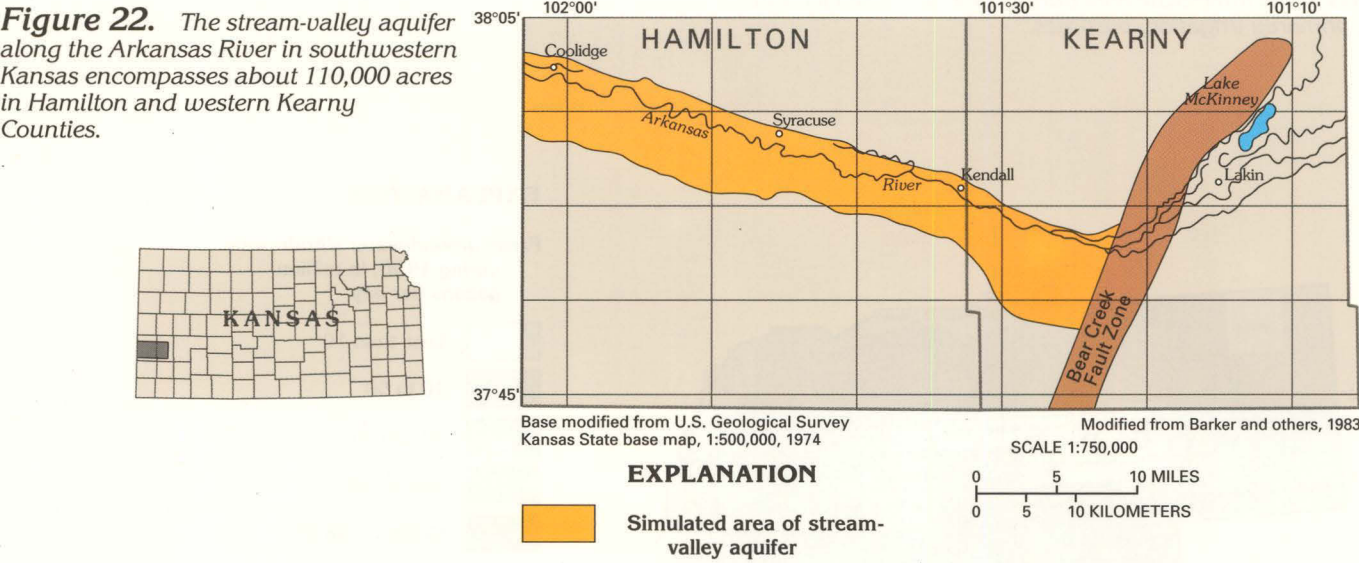 Figure 22. The stream-valley aquifer
along the Arkansas River in southwestern
Kansas encompasses about 110,000 acres
in Hamilton and western Kearny
Counties.
102°00'
101°30'
101°10'
38°05'
HAMILTON
KEARNY
Coolidge
Lake
McKinney
Arkansas
Syracuse
River
Kendall
Lakin
KANSAS
Bear Creek
Fault Zone
37°45'
Base modified from U.S. Geological Survey
Kansas State base map, 1:500,000, 1974
Modified from Barker and others, 1983
SCALE 1:750,000
0 5 10 MILES
0 5 10 KILOMETERS
EXPLANATION
Simulated area of stream-
valley aquifer